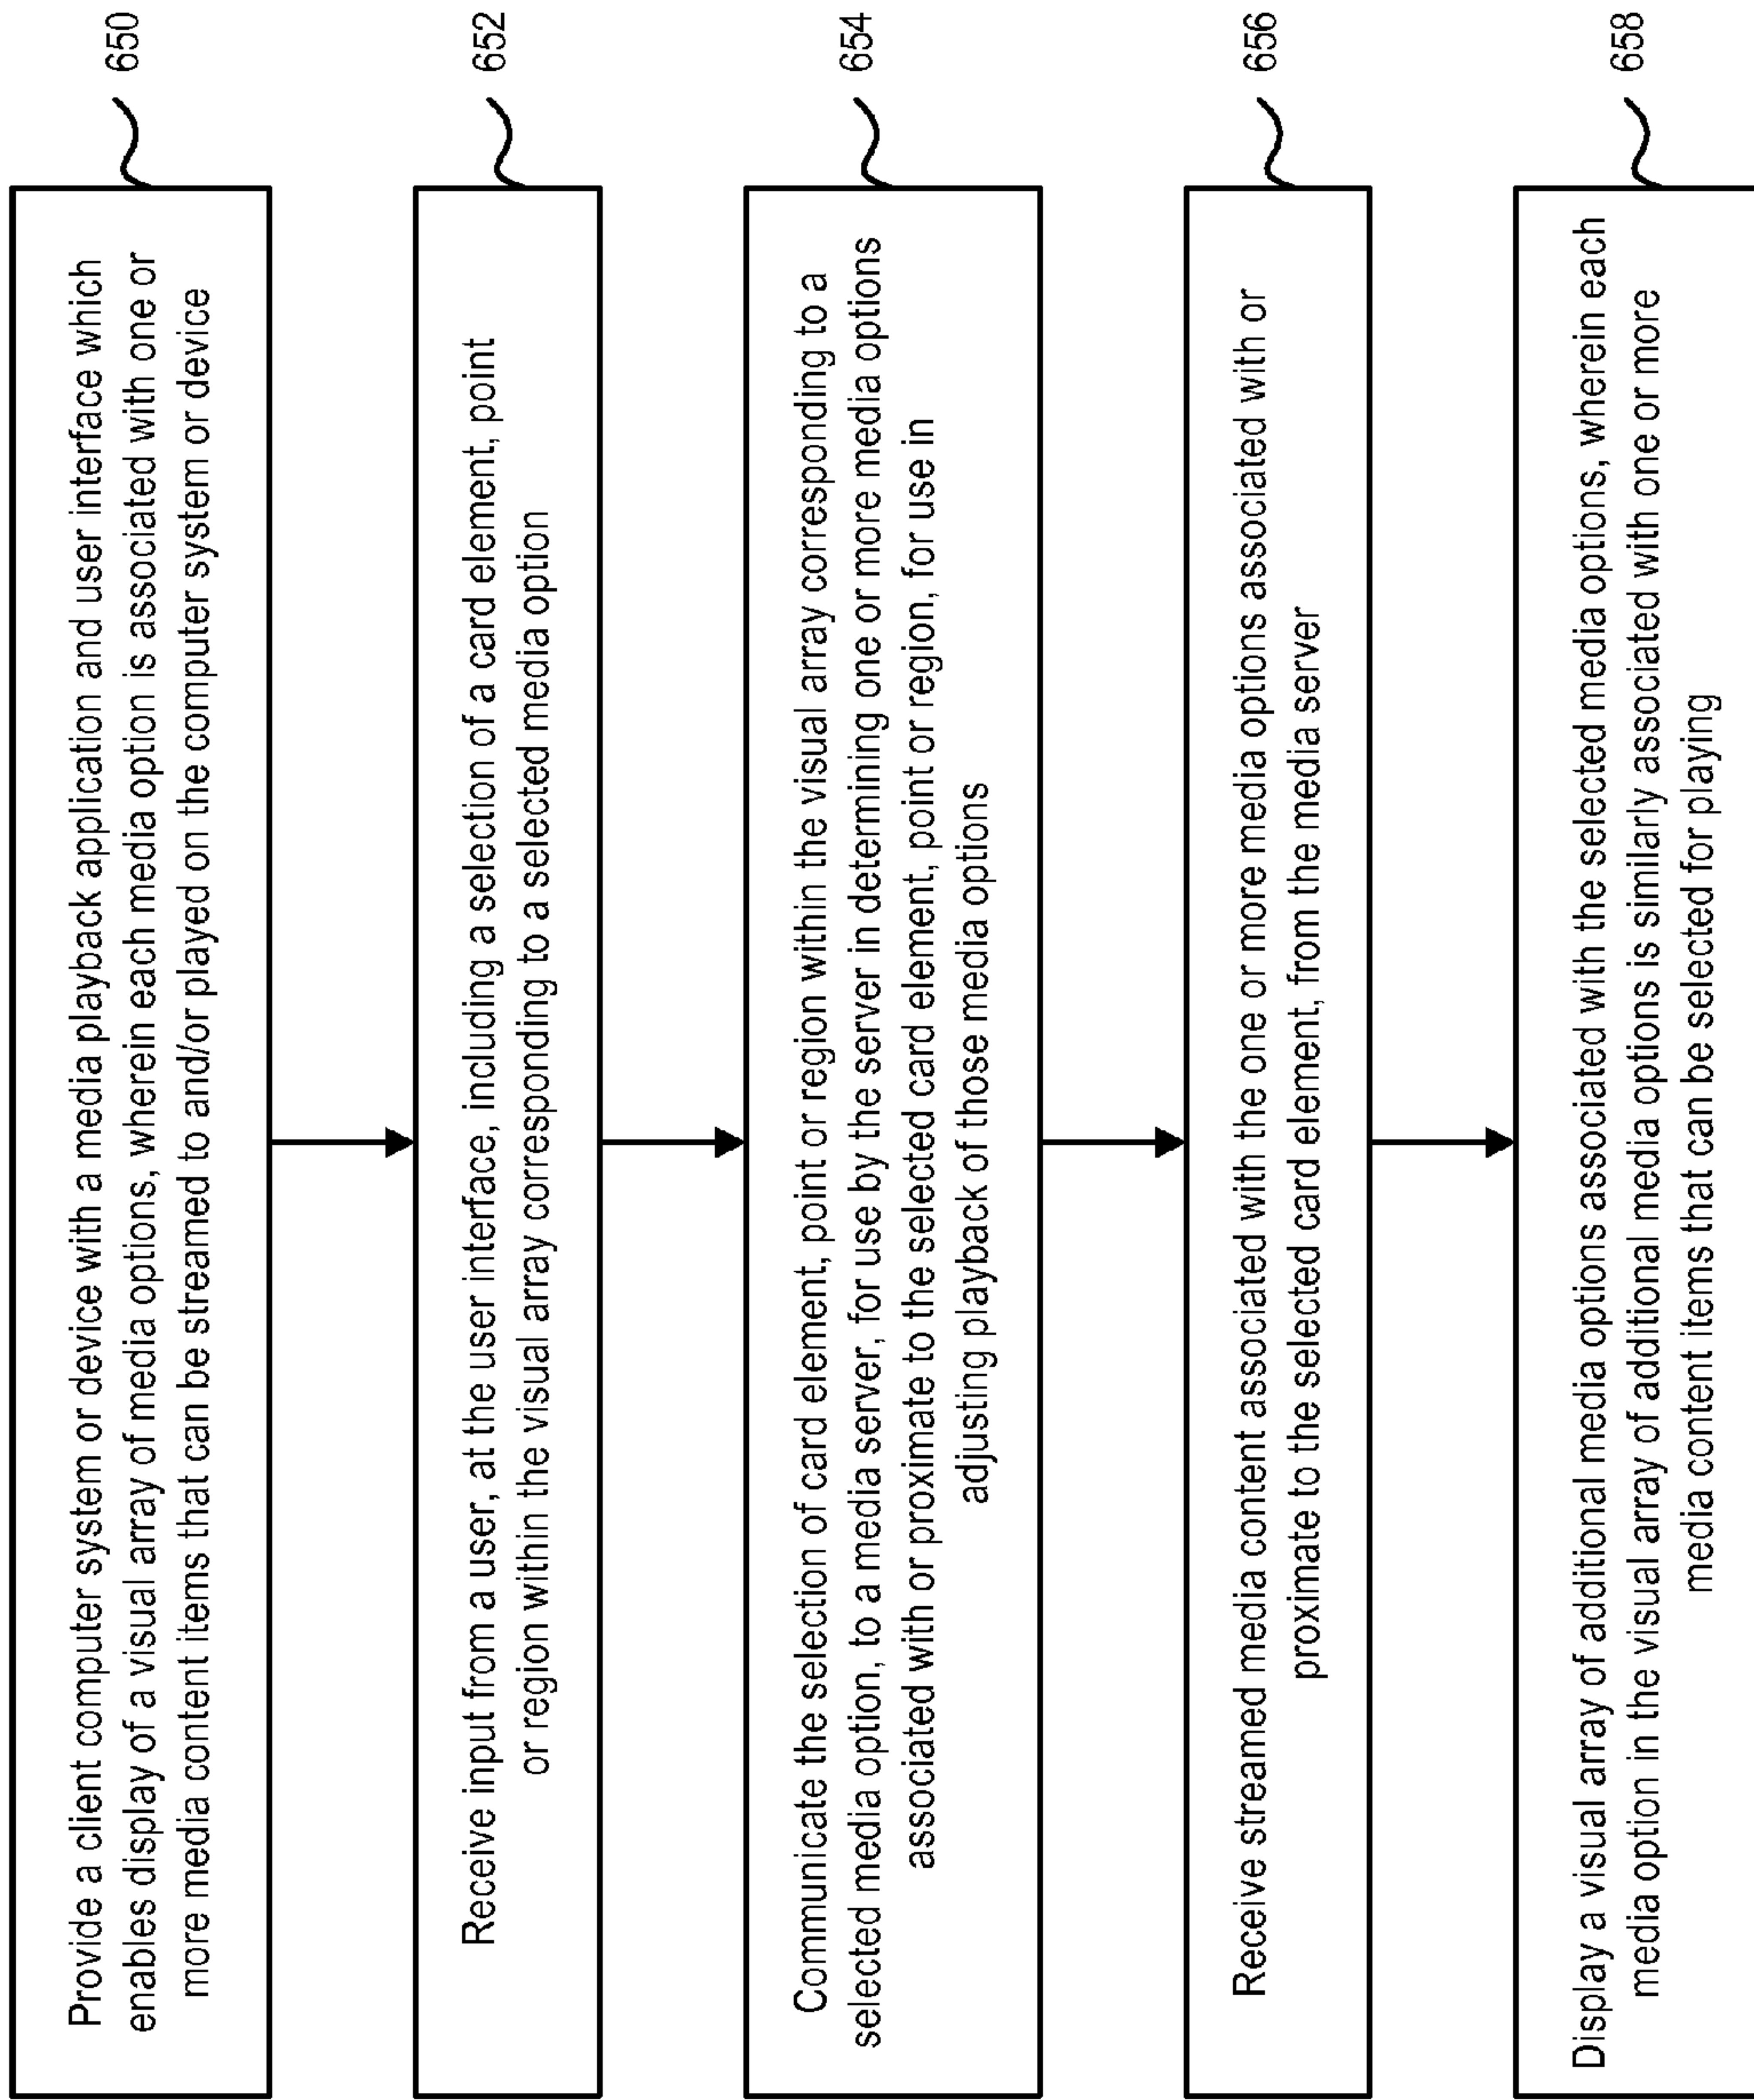 Provide a client computer system or device with a media playback application and user interface which
enables display of a visual array of media options, wherein each media option is associated with one or
more media content items that can be streamed to and/or played on the computer system or device
650
Receive input from a user, at the user interface, including a selection of a card element, point
or region within the visual array corresponding to a selected media option
652
Communicate the selection of card element, point or region within the visual array corresponding to a
selected media option, to a media server, for use by the server in determining one or more media options
associated with or proximate to the selected card element, point or region, for use in
adjusting playback of those media options
654
Receive streamed media content associated with the one or more media options associated with or
proximate to the selected card element, from the media server
656
Display a visual array of additional media options associated with the selected media options, wherein each
media option in the visual array of additional media options is similarly associated with one or more
media content items that can be selected for playing
658